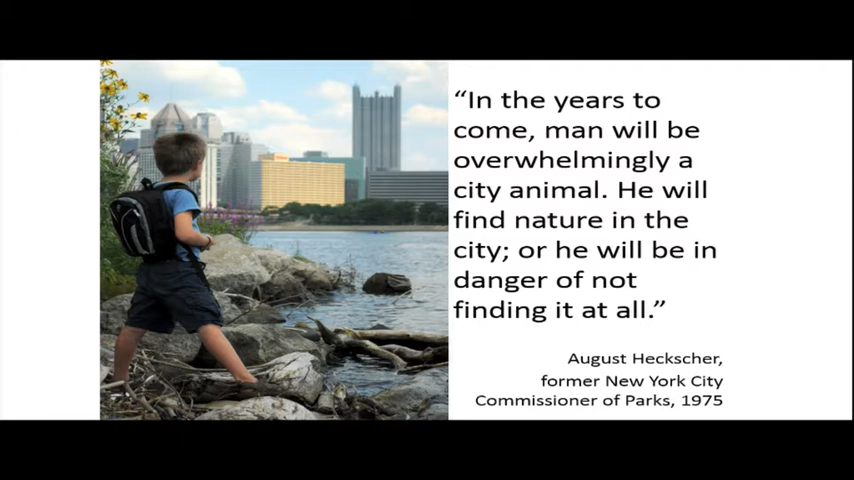 “In the years to
come, man will be
overwhelmingly a
city animal. He will
find nature in the
city; or he will be in
danger of not
finding it at all.”
August Heckscher,
former New York City
Commissioner of Parks, 1975